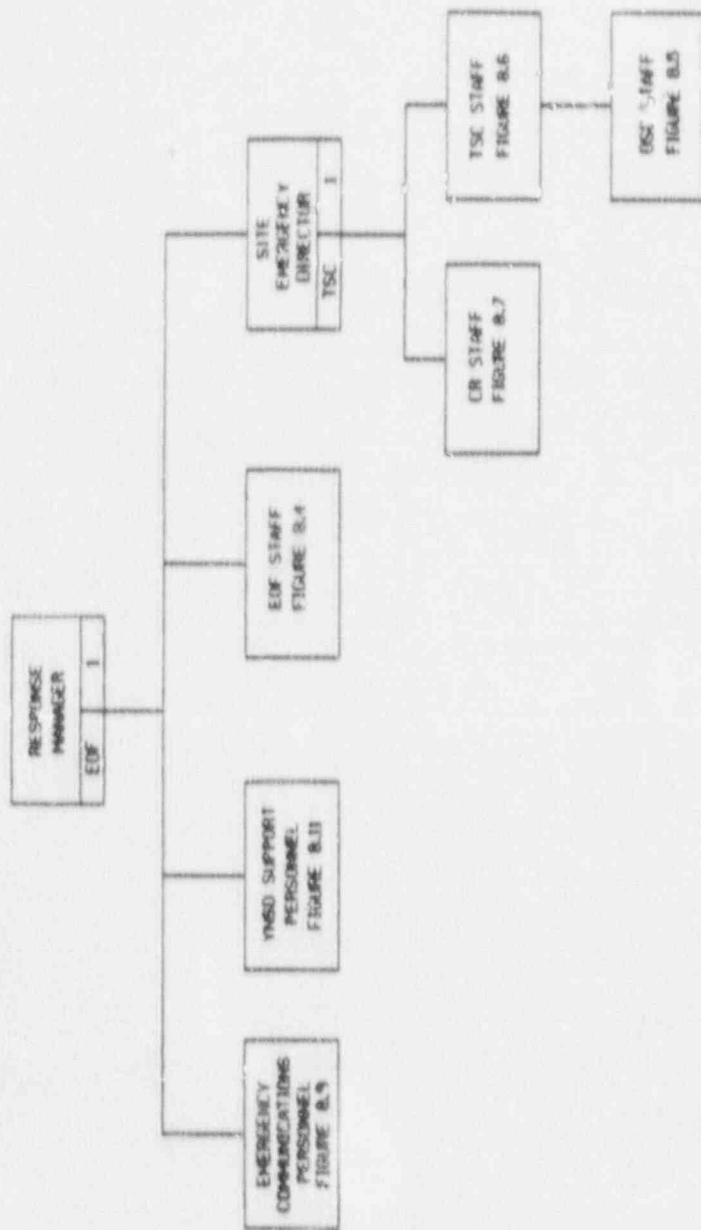 RESPONSE
MANAGER
EOF 1
EMERGENCY
COMMUNICATIONS
PERSONNEL
FIGURE 8.9
YNSD SUPPORT
PERSONNEL
FIGURE 8.11
EOF STAFF
FIGURE 8.4
SITE
EMERGENCY
DIRECTOR
TSC 1
CR STAFF
FIGURE 8.7
TSC STAFF
FIGURE 8.6
OSC STAFF
FIGURE 8.5